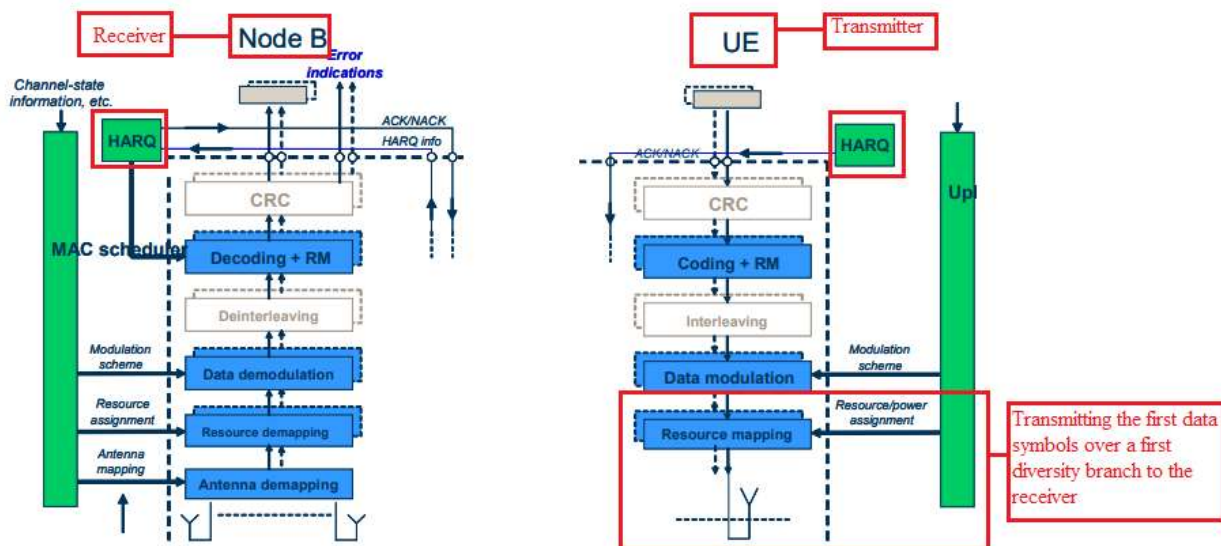 Receiver
Node B
Error
indications
Channel-state
information, etc.
HARQ
ACK/NACK
HARQ info
CRC
MAC scheduler
Decoding + RM
Deinterleaving
Modulation
scheme
Data demodulation
Resource
assignment
Resource demapping
Antenna
mapping
Antenna demapping
UE
Transmitter
ACK/NACK
HARQ
CRC
Upl
Coding + RM
Interleaving
Data modulation
Modulation
scheme
Resource mapping
Resource/power
assignment
Transmitting the first data
symbols over a first
diversity branch to the
receiver